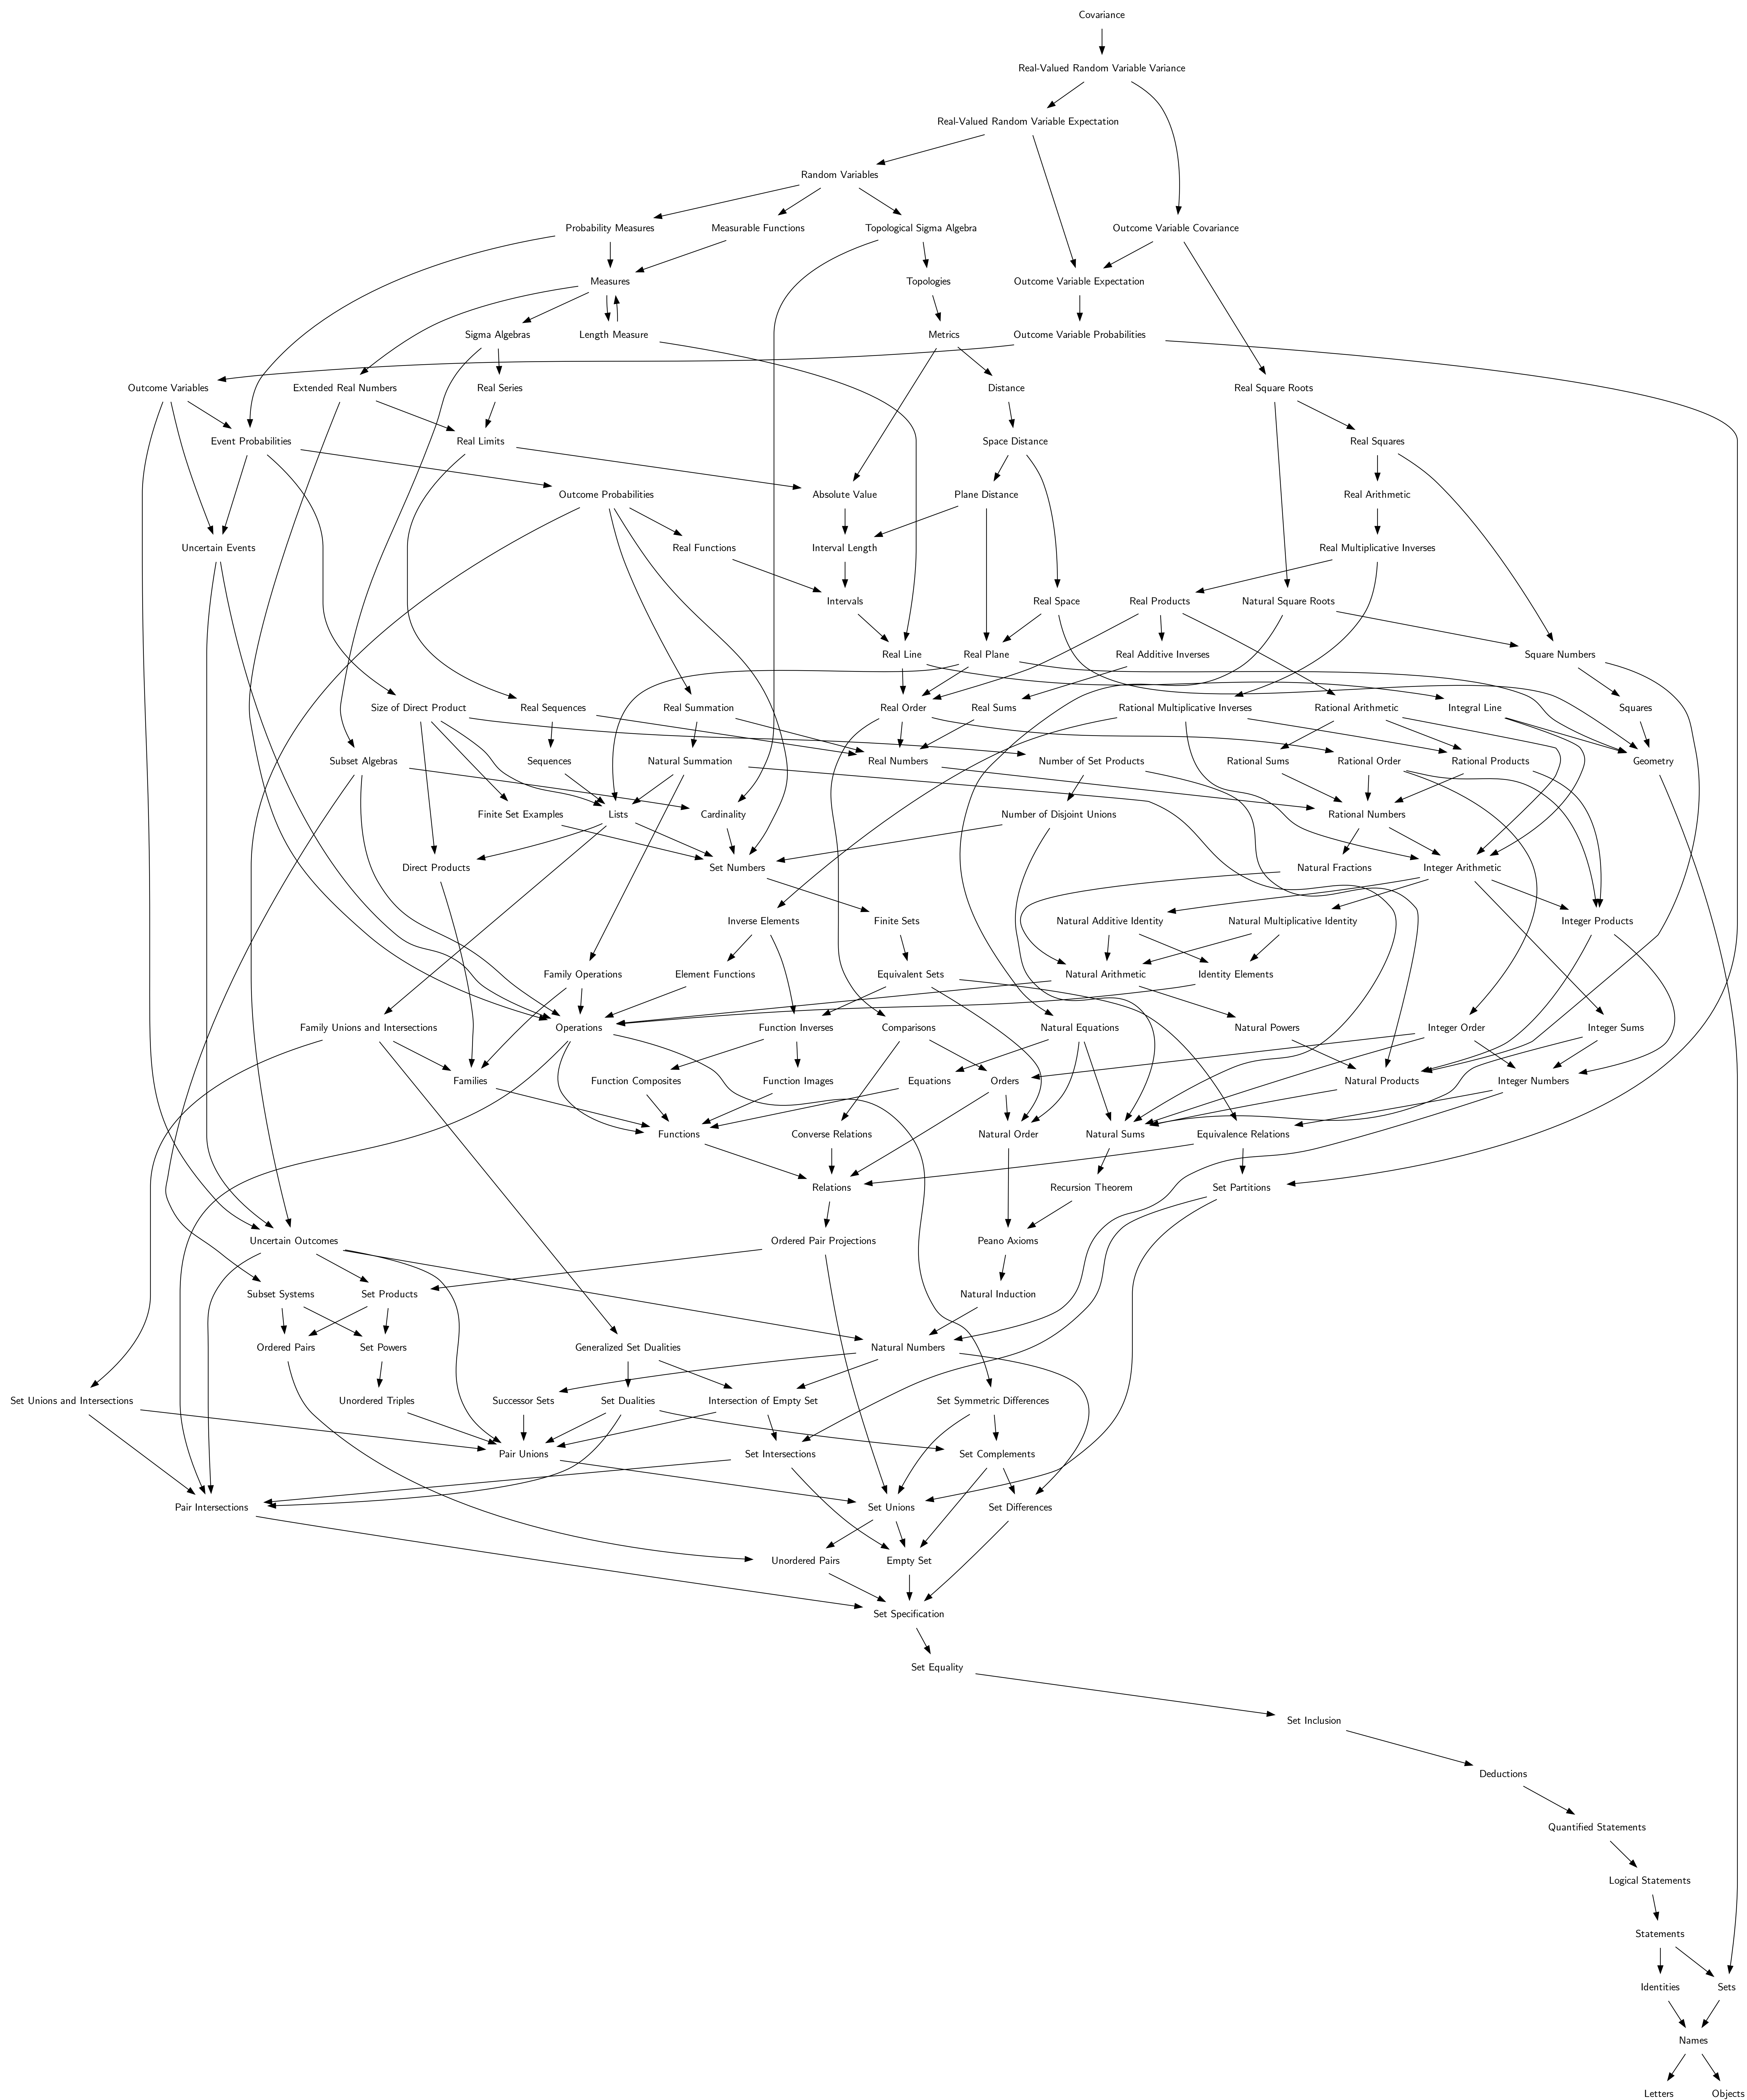 Covariance
Real-Valued Random Variable Variance
Real-Valued Random Variable Expectation
Random Variables
Probability Measures
Measurable Functions
Topological Sigma Algebra
Outcome Variable Covariance
Measures
Topologies
Outcome Variable Expectation
Sigma Algebras
Length Measure
Metrics
Outcome Variable Probabilities
Outcome Variables
Extended Real Numbers
Real Series
Distance
Real Square Roots
Event Probabilities
Real Limits
Space Distance
Real Squares
Outcome Probabilities
Absolute Value
Plane Distance
Real Arithmetic
Uncertain Events
Real Functions
Interval Length
Real Multiplicative Inverses
Intervals
Real Space
Real Products
Natural Square Roots
Real Line
Real Plane
Real Additive Inverses
Square Numbers
Size of Direct Product
Real Sequences
Real Summation
Real Order
Real Sums
Rational Multiplicative Inverses
Rational Arithmetic
Integral Line
Squares
Subset Algebras
Sequences
Natural Summation
Real Numbers
Number of Set Products
Rational Sums
Rational Order
Rational Products
Geometry
Finite Set Examples
Lists
Cardinality
Number of Disjoint Unions
Rational Numbers
Direct Products
Set Numbers
Natural Fractions
Integer Arithmetic
Inverse Elements
Finite Sets
Natural Additive Identity
Natural Multiplicative Identity
Integer Products
Family Operations
Element Functions
Equivalent Sets
Natural Arithmetic
Identity Elements
Family Unions and Intersections
Operations
Function Inverses
Comparisons
Natural Equations
Natural Powers
Integer Order
Integer Sums
Families
Function Composites
Function Images
Equations
Orders
Natural Products
Integer Numbers
Functions
Converse Relations
Natural Order
Natural Sums
Equivalence Relations
Relations
Recursion Theorem
Set Partitions
Uncertain Outcomes
Ordered Pair Projections
Peano Axioms
Subset Systems
Set Products
Natural Induction
Ordered Pairs
Set Powers
Generalized Set Dualities
Natural Numbers
Set Unions and Intersections
Unordered Triples
Successor Sets
Set Dualities
Intersection of Empty Set
Set Symmetric Differences
Pair Unions
Set Intersections
Set Complements
Pair Intersections
Set Unions
Set Differences
Unordered Pairs
Empty Set
Set Specification
Set Equality
Set Inclusion
Deductions
Quantified Statements
Logical Statements
Statements
Identities
Sets
Names
Letters
Objects